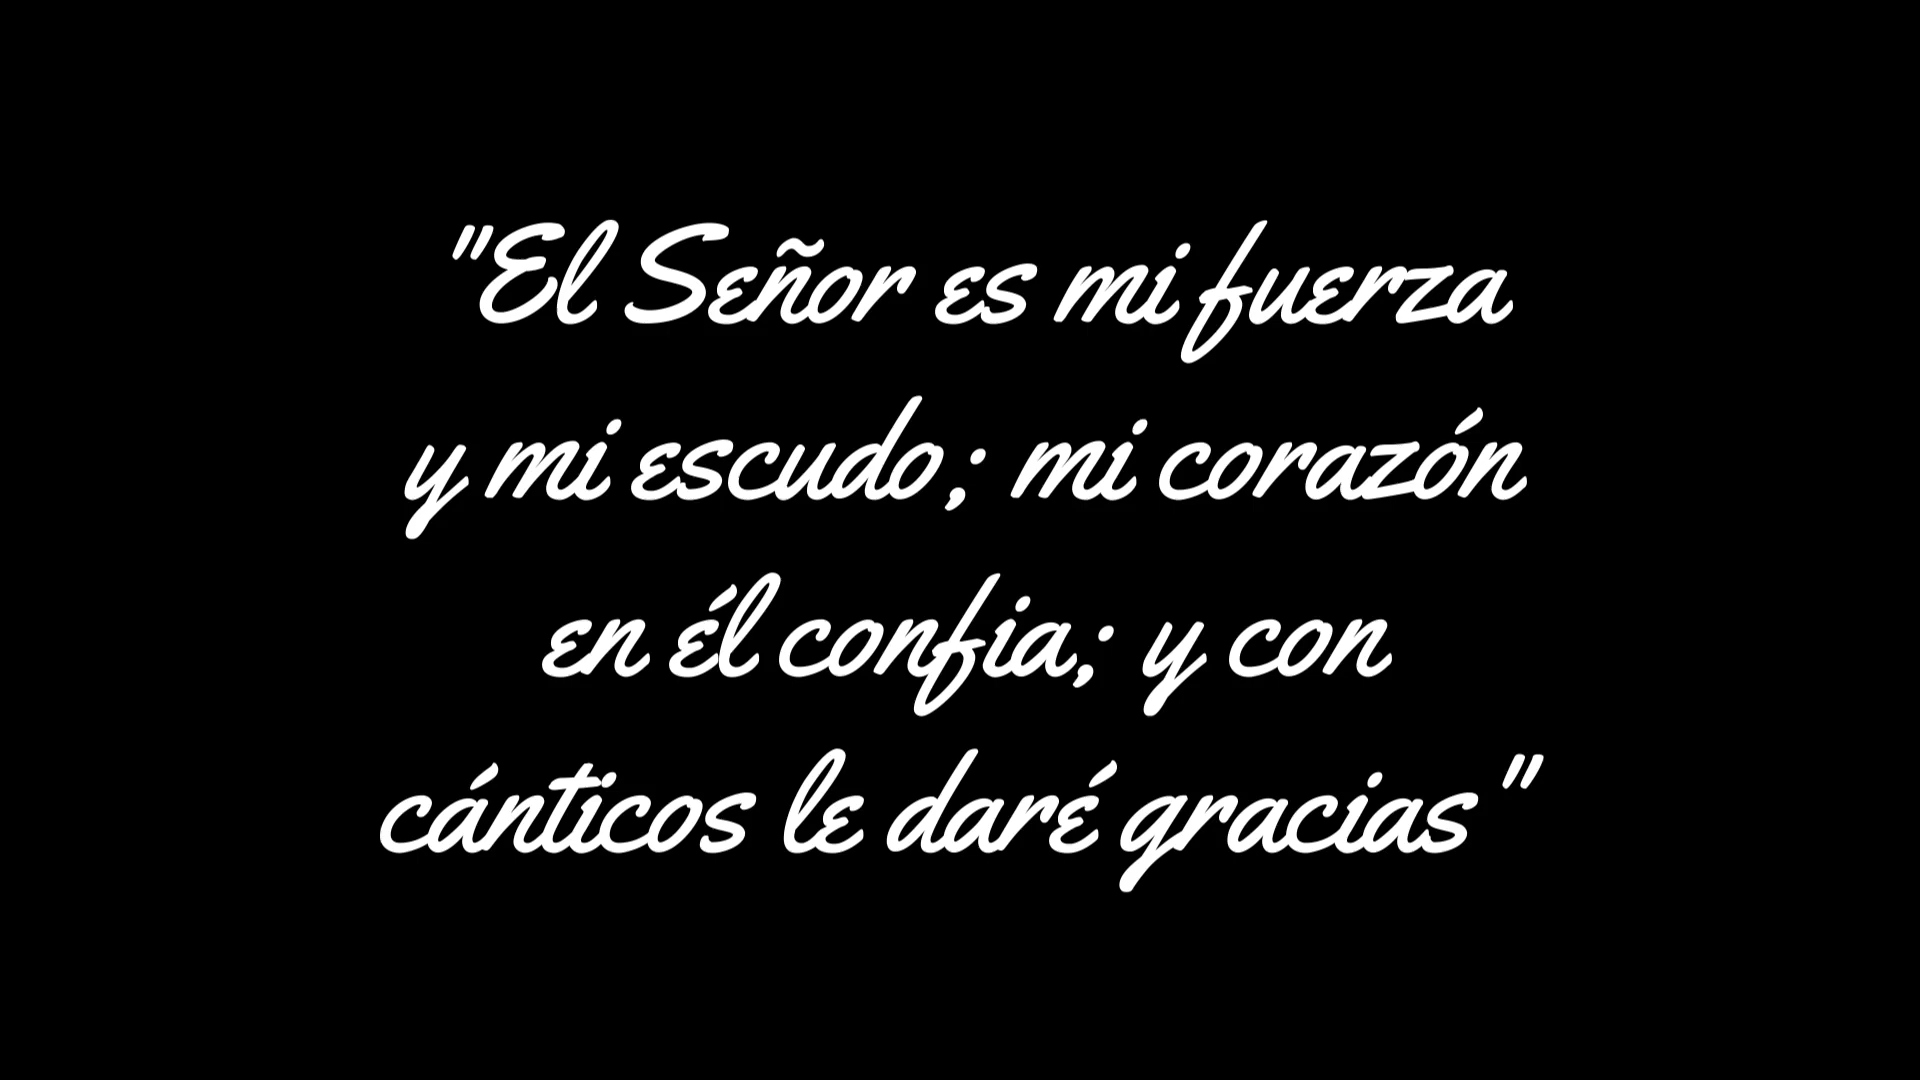 "El Señor es mi fuerza
y mi escudo; mi corazón
en él confia; y con
cánticos le daré gracias"